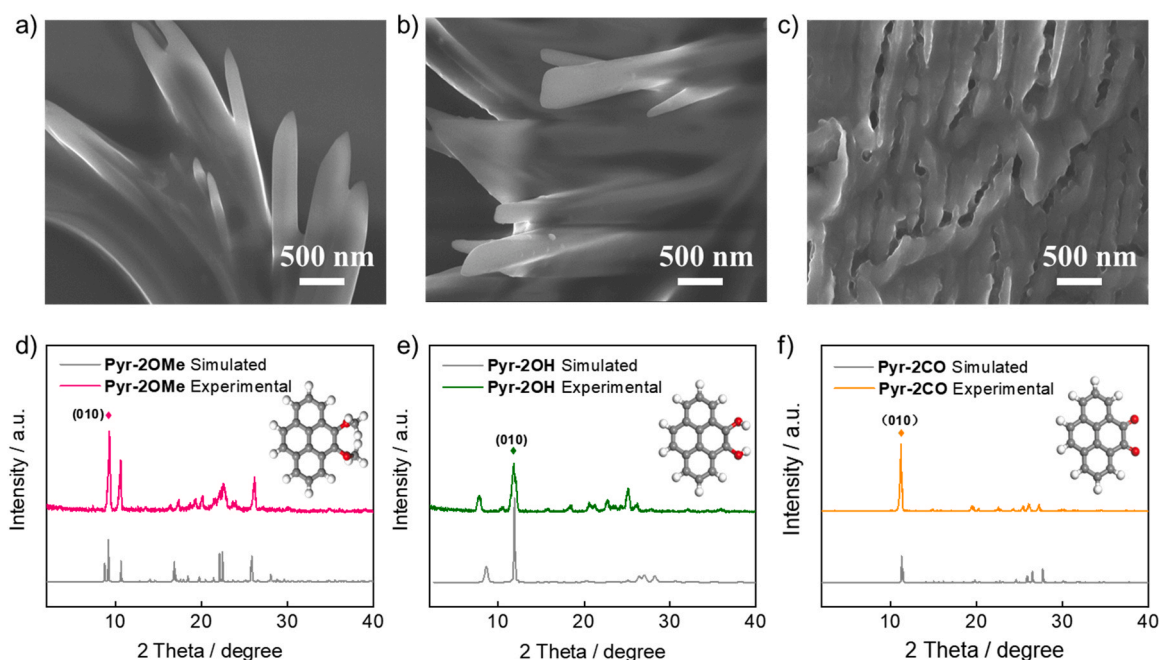 a)
500 nm
b)
500 nm
c)
500 nm
d)
Pyr-2OMe Simulated
Pyr-2OMe Experimental
(010)
Intensity / a.u.
10
20
30
40
2 Theta / degree
e)
Pyr-2OH Simulated
Pyr-2OH Experimental
(010)
Intensity / a.u.
10
20
30
40
2 Theta / degree
f)
Pyr-2CO Simulated
Pyr-2CO Experimental
(010)
Intensity / a.u.
10
20
30
40
2 Theta / degree